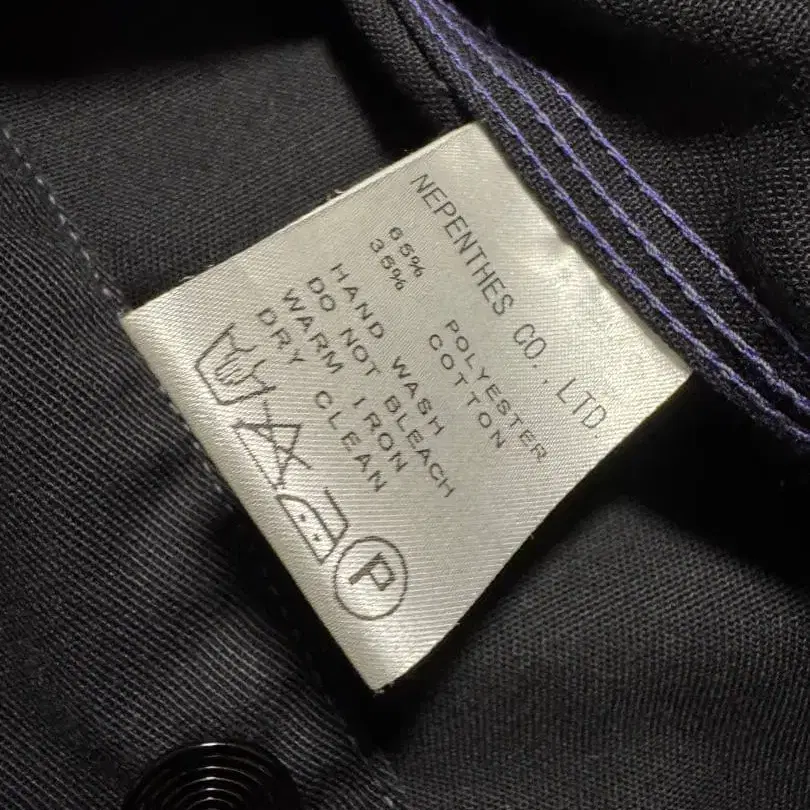 NEPENTHES CO., LTD.
65% POLYESTER
35% COTTON
HAND WASH
DO NOT BLEACH
WARM IRON
DRY CLEAN
P